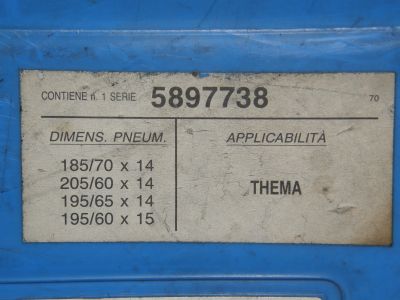 CONTIENE n. 1 SERIE 5897738 70
DIMENS. PNEUM. APPLICABILITÀ
185/70 x 14
205/60 x 14
195/65 x 14
195/60 x 15
THEMA